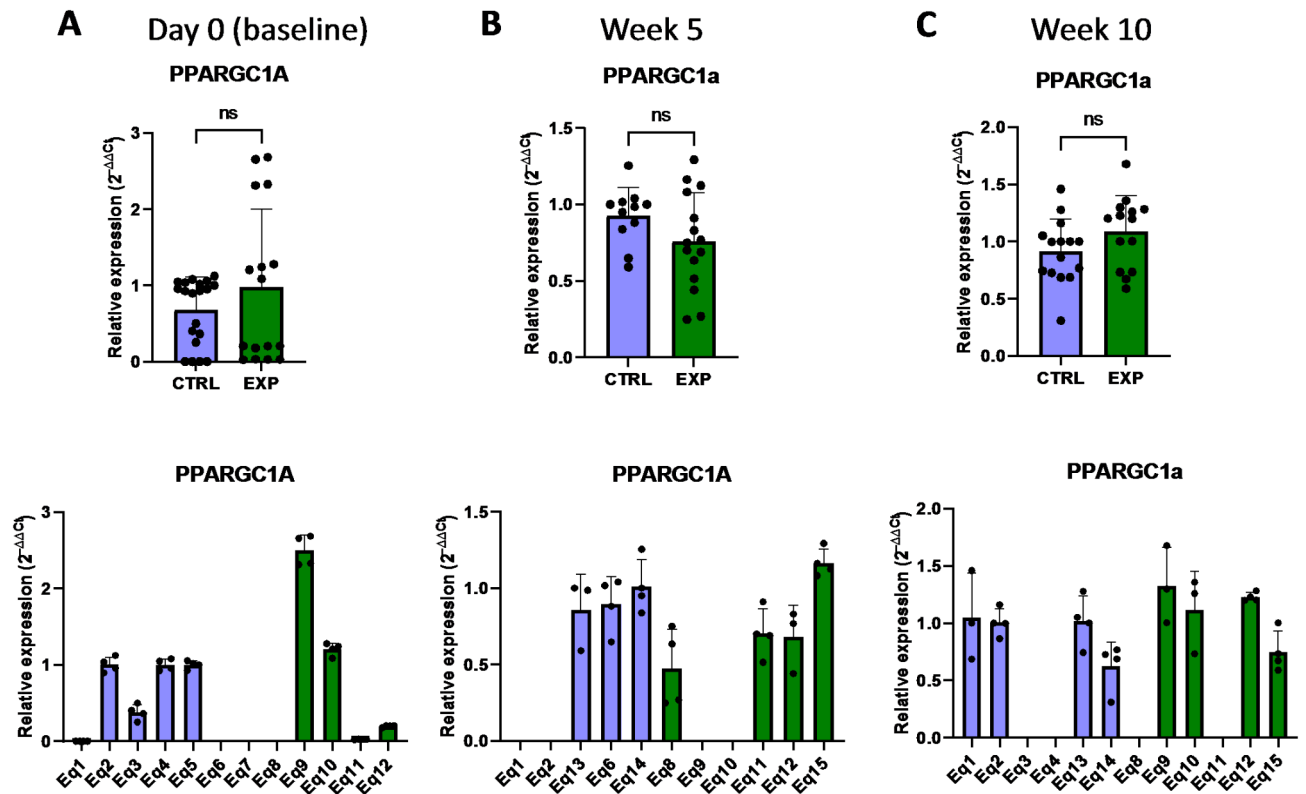 A Day 0 (baseline)
PPARGC1A
ns
Relative expression (2^−ΔΔCt)
3
2
1
0
CTRL EXP
B Week 5
PPARGC1a
ns
Relative expression (2^−ΔΔCt)
1.5
1.0
0.5
0.0
CTRL EXP
C Week 10
PPARGC1a
ns
Relative expression (2^−ΔΔCt)
2.0
1.5
1.0
0.5
0.0
CTRL EXP
PPARGC1A
Relative expression (2^−ΔΔCt)
3
2
1
0
Eq1 Eq2 Eq3 Eq4 Eq5 Eq6 Eq7 Eq8 Eq9 Eq10 Eq11 Eq12
PPARGC1A
Relative expression (2^−ΔΔCt)
1.5
1.0
0.5
0.0
Eq1 Eq2 Eq13 Eq6 Eq14 Eq8 Eq9 Eq10 Eq11 Eq12 Eq15
PPARGC1a
Relative expression (2^−ΔΔCt)
2.0
1.5
1.0
0.5
0.0
Eq1 Eq2 Eq3 Eq4 Eq13 Eq14 Eq8 Eq9 Eq10 Eq11 Eq12 Eq15